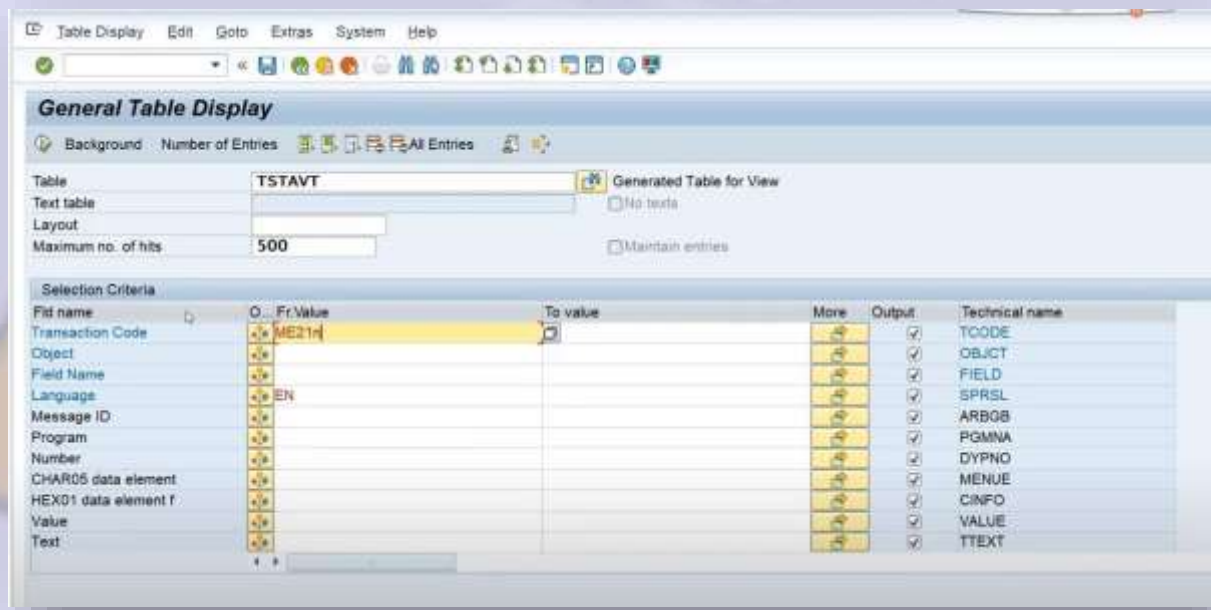 Table Display Edit Goto Extras System Help
General Table Display
Background Number of Entries All Entries
Table TSTAVT Generated Table for View
Text table No texts
Layout
Maximum no. of hits 500 Maintain entries
Selection Criteria
Fld name O... Fr.Value To value More Output Technical name
Transaction Code ME21n TCODE
Object OBJCT
Field Name FIELD
Language EN SPRSL
Message ID ARBGB
Program PGMNA
Number DYPNO
CHAR05 data element MENUE
HEX01 data element f CINFO
Value VALUE
Text TTEXT